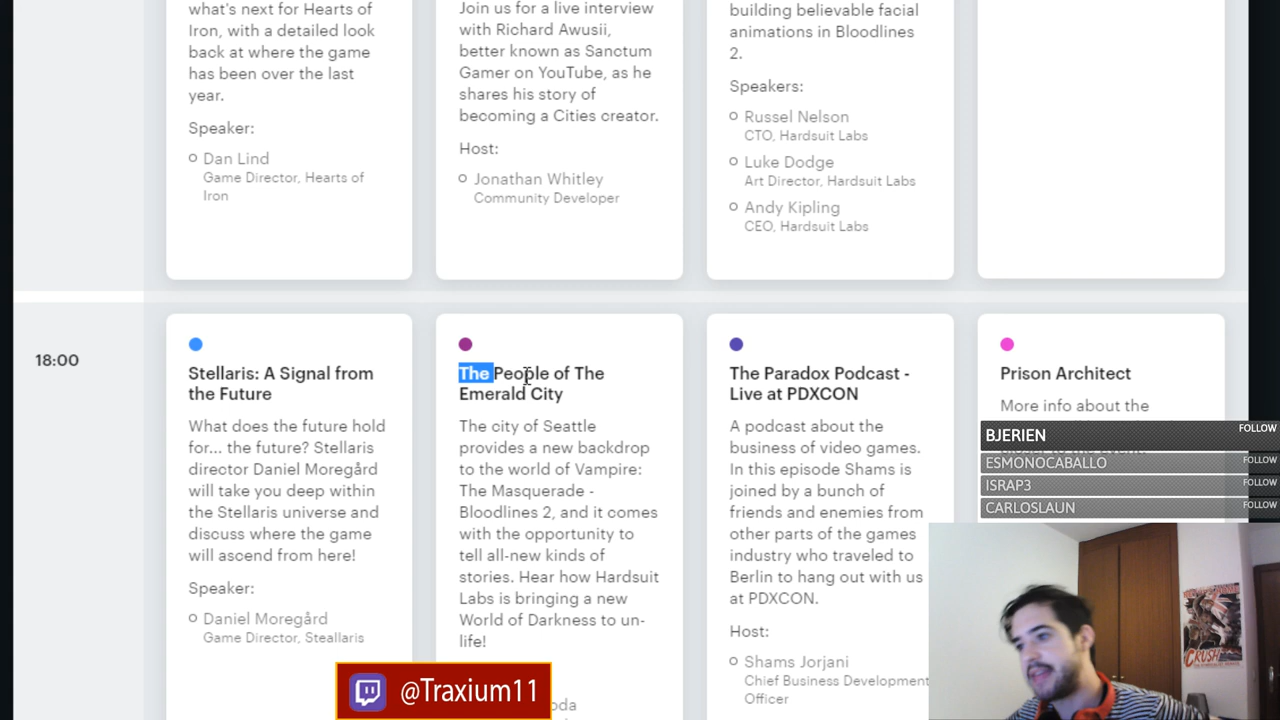 what's next for Hearts of
Iron, with a detailed look
back at where the game
has been over the last
year.
Speaker:
Dan Lind
Game Director, Hearts of
Iron
Join us for a live interview
with Richard Awusii,
better known as Sanctum
Gamer on YouTube, as he
shares his story of
becoming a Cities creator.
Host:
Jonathan Whitley
Community Developer
building believable facial
animations in Bloodlines
2.
Speakers:
Russel Nelson
CTO, Hardsuit Labs
Luke Dodge
Art Director, Hardsuit Labs
Andy Kipling
CEO, Hardsuit Labs
18:00
Stellaris: A Signal from
the Future
What does the future hold
for... the future? Stellaris
director Daniel Moregård
will take you deep within
the Stellaris universe and
discuss where the game
will ascend from here!
Speaker:
Daniel Moregård
Game Director, Steallaris
The People of The
Emerald City
The city of Seattle
provides a new backdrop
to the world of Vampire:
The Masquerade -
Bloodlines 2, and it comes
with the opportunity to
tell all-new kinds of
stories. Hear how Hardsuit
Labs is bringing a new
World of Darkness to un-
life!
The Paradox Podcast -
Live at PDXCON
A podcast about the
business of video games.
In this episode Shams is
joined by a bunch of
friends and enemies from
other parts of the games
industry who traveled to
Berlin to hang out with us
at PDXCON.
Host:
Shams Jorjani
Chief Business Development
Officer
Prison Architect
More info about the
BJERIEN FOLLOW
ESMONOCABALLO FOLLOW
ISRAP3 FOLLOW
CARLOSLAUN FOLLOW
CRUSH
@Traxium11